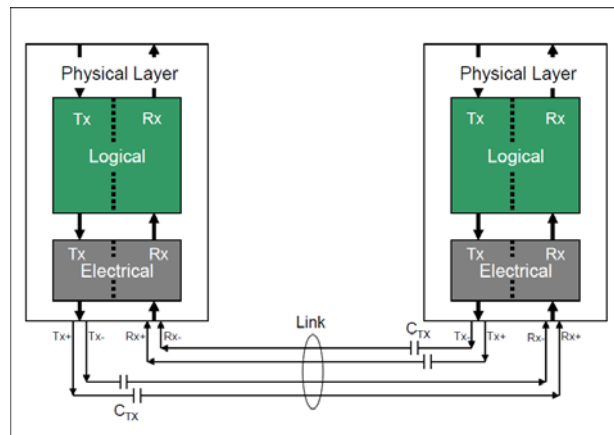 Physical Layer
Tx Rx
Logical
Tx Rx
Electrical
Tx+ Tx- Rx+ Rx-
Physical Layer
Tx Rx
Logical
Tx Rx
Electrical
Tx- Tx+ Rx- Rx+
Link
CTX
CTX